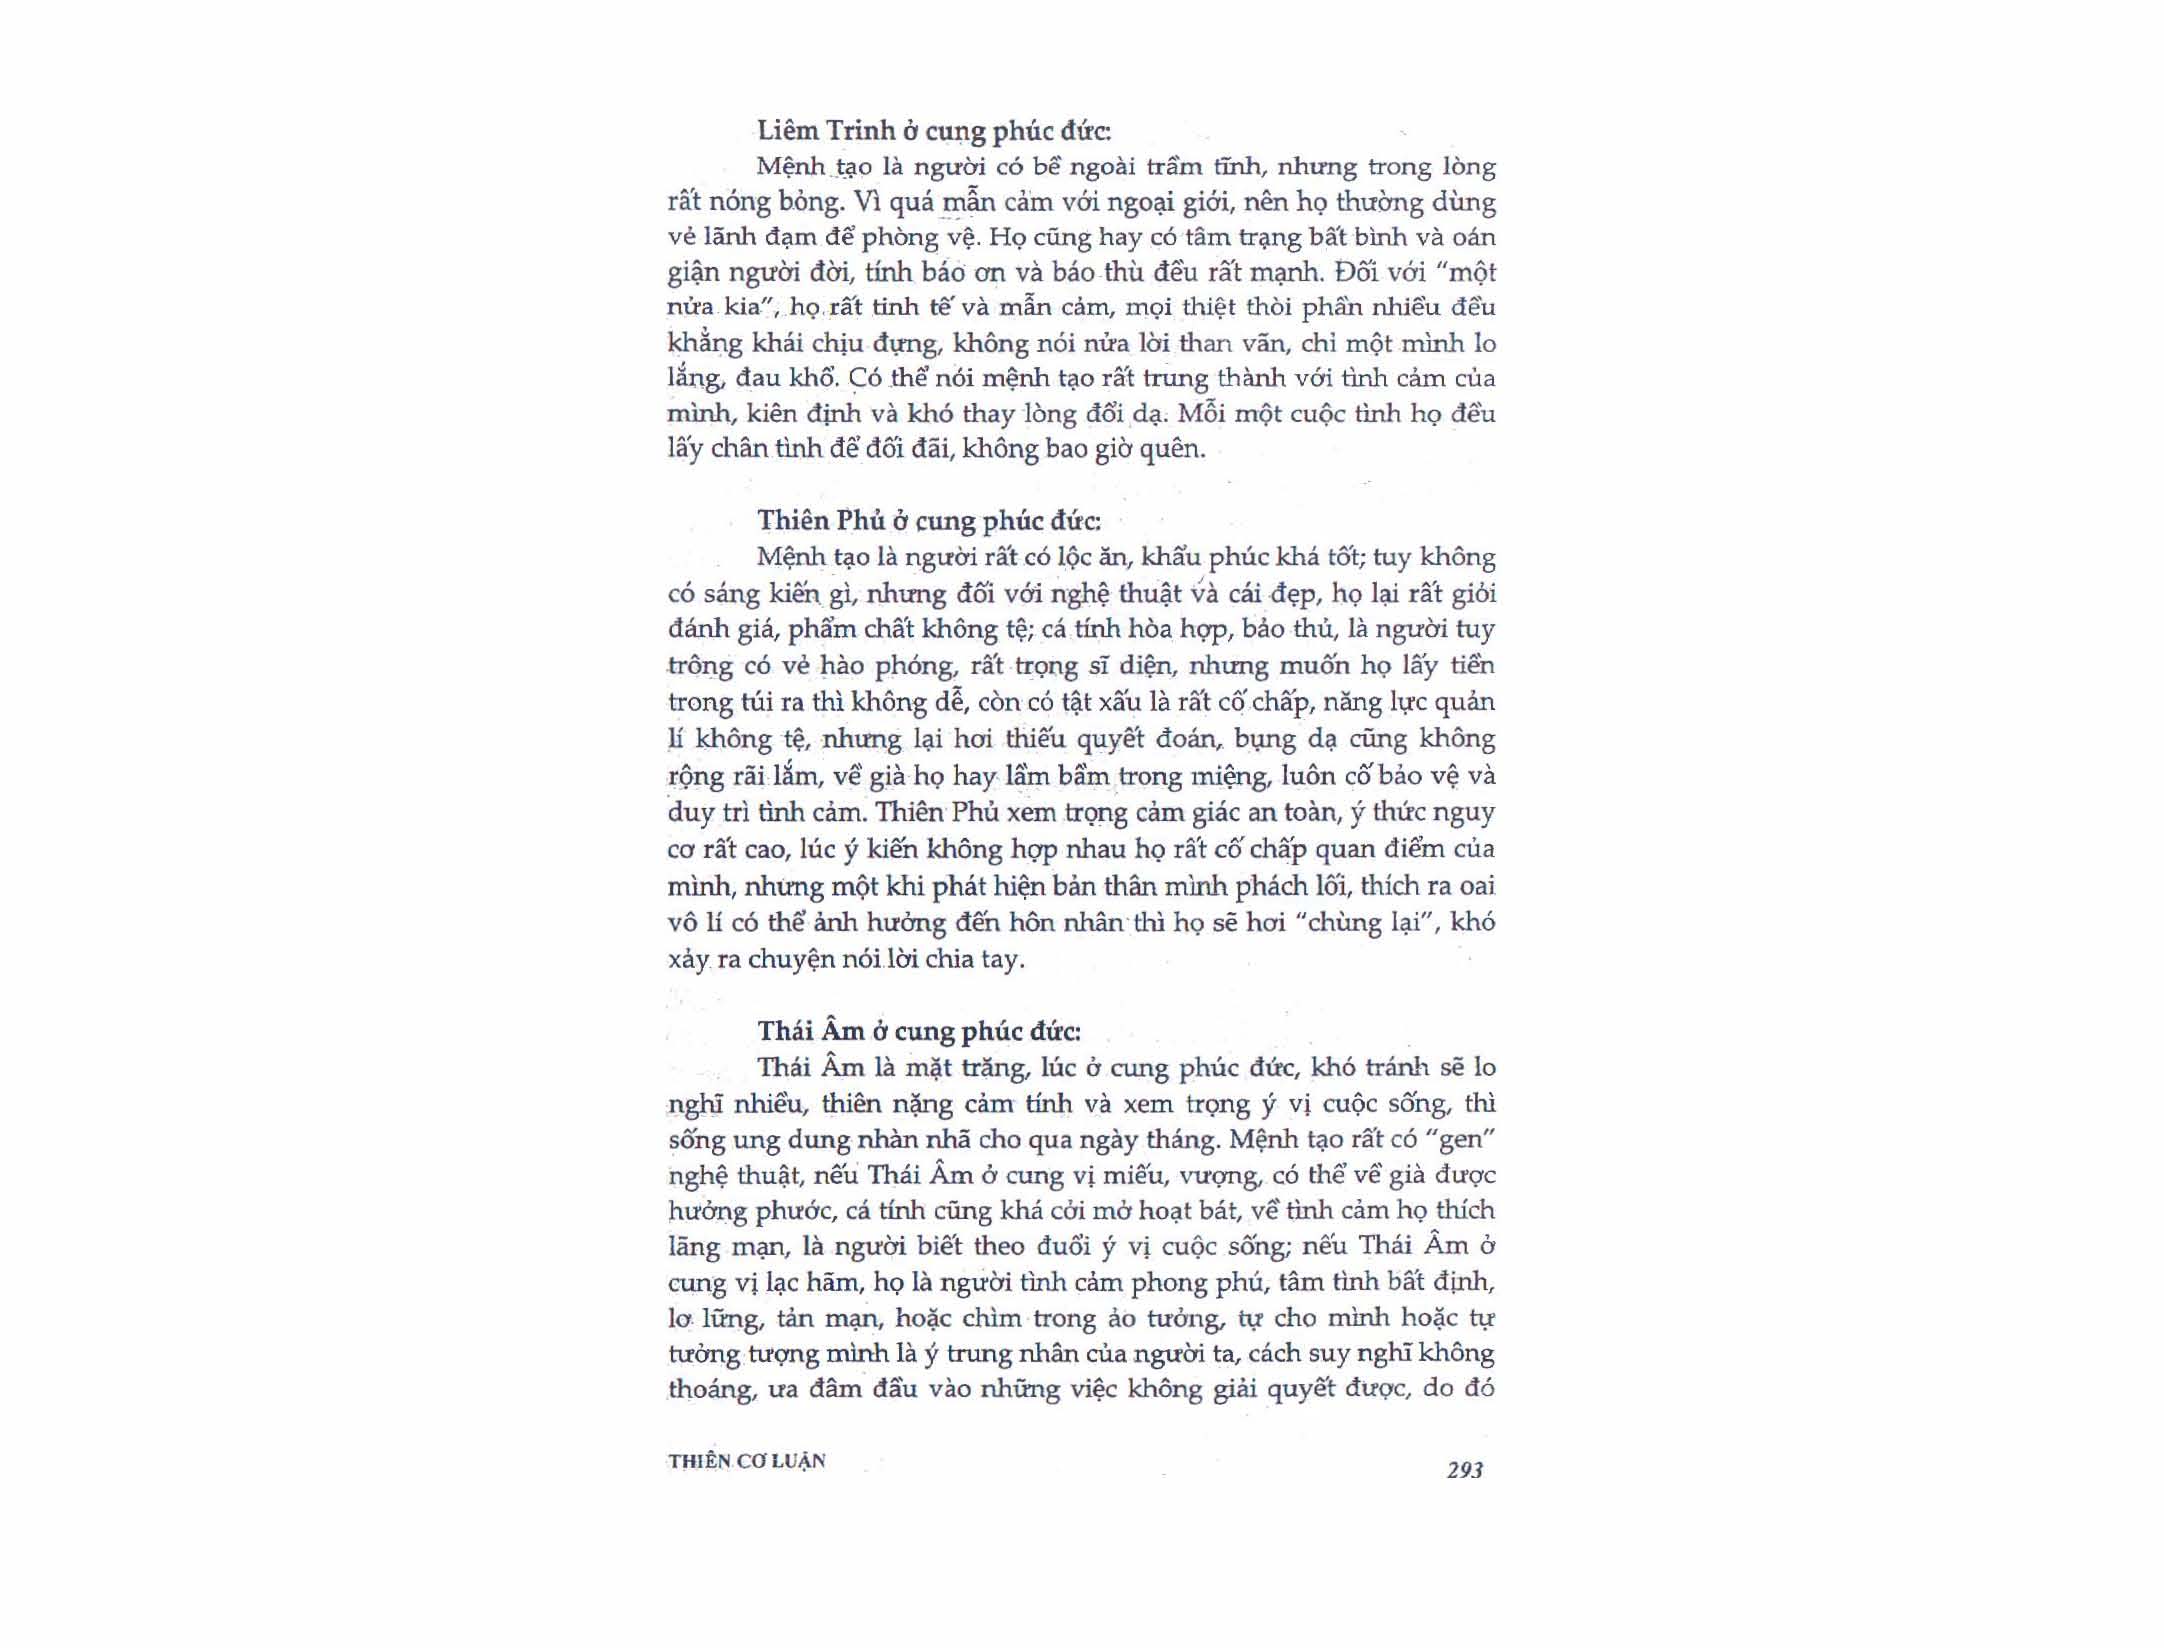 Liêm Trinh ở cung phúc đức:
Mệnh tạo là người có bề ngoài trầm tĩnh, nhưng trong lòng
rất nóng bỏng. Vì quá mẫn cảm với ngoại giới, nên họ thường dùng
vẻ lãnh đạm để phòng vệ. Họ cũng hay có tâm trạng bất bình và oán
giận người đời, tính báo ơn và báo thù đều rất mạnh. Đối với "một
nửa kia", họ rất tinh tế và mẫn cảm, mọi thiệt thòi phần nhiều đều
khẳng khái chịu đựng, không nói nửa lời than vãn, chỉ một mình lo
lắng, đau khổ. Có thể nói mệnh tạo rất trung thành với tình cảm của
mình, kiên định và khó thay lòng đổi dạ. Mỗi một cuộc tình họ đều
lấy chân tình để đối đãi, không bao giờ quên.
Thiên Phủ ở cung phúc đức:
Mệnh tạo là người rất có lộc ăn, khẩu phúc khá tốt; tuy không
có sáng kiến gì, nhưng đối với nghệ thuật và cái đẹp, họ lại rất giỏi
đánh giá, phẩm chất không tệ; cá tính hòa hợp, bảo thủ, là người tuy
trông có vẻ hào phóng, rất trọng sĩ diện, nhưng muốn họ lấy tiền
trong túi ra thì không dễ, còn có tật xấu là rất cố chấp, năng lực quản
lí không tệ, nhưng lại hơi thiếu quyết đoán, bụng dạ cũng không
rộng rãi lắm, về già họ hay lầm bầm trong miệng, luôn cố bảo vệ và
duy trì tình cảm. Thiên Phủ xem trọng cảm giác an toàn, ý thức nguy
cơ rất cao, lúc ý kiến không hợp nhau họ rất cố chấp quan điểm của
mình, nhưng một khi phát hiện bản thân mình phách lối, thích ra oai
vô lí có thể ảnh hưởng đến hôn nhân thì họ sẽ hơi "chùng lại", khó
xảy ra chuyện nói lời chia tay.
Thái Âm ở cung phúc đức:
Thái Âm là mặt trăng, lúc ở cung phúc đức, khó tránh sẽ lo
nghĩ nhiều, thiên nặng cảm tính và xem trọng ý vị cuộc sống, thì
sống ung dung nhàn nhã cho qua ngày tháng. Mệnh tạo rất có "gen"
nghệ thuật, nếu Thái Âm ở cung vị miếu, vượng, có thể về già được
hưởng phước, cá tính cũng khá cởi mở hoạt bát, về tình cảm họ thích
lãng mạn, là người biết theo đuổi ý vị cuộc sống; nếu Thái Âm ở
cung vị lạc hãm, họ là người tình cảm phong phú, tâm tình bất định,
lơ lững, tản mạn, hoặc chìm trong ảo tưởng, tự cho mình hoặc tự
tưởng tượng mình là ý trung nhân của người ta, cách suy nghĩ không
thoáng, ưa đâm đầu vào những việc không giải quyết được, do đó
THIÊN CƠ LUẬN
293